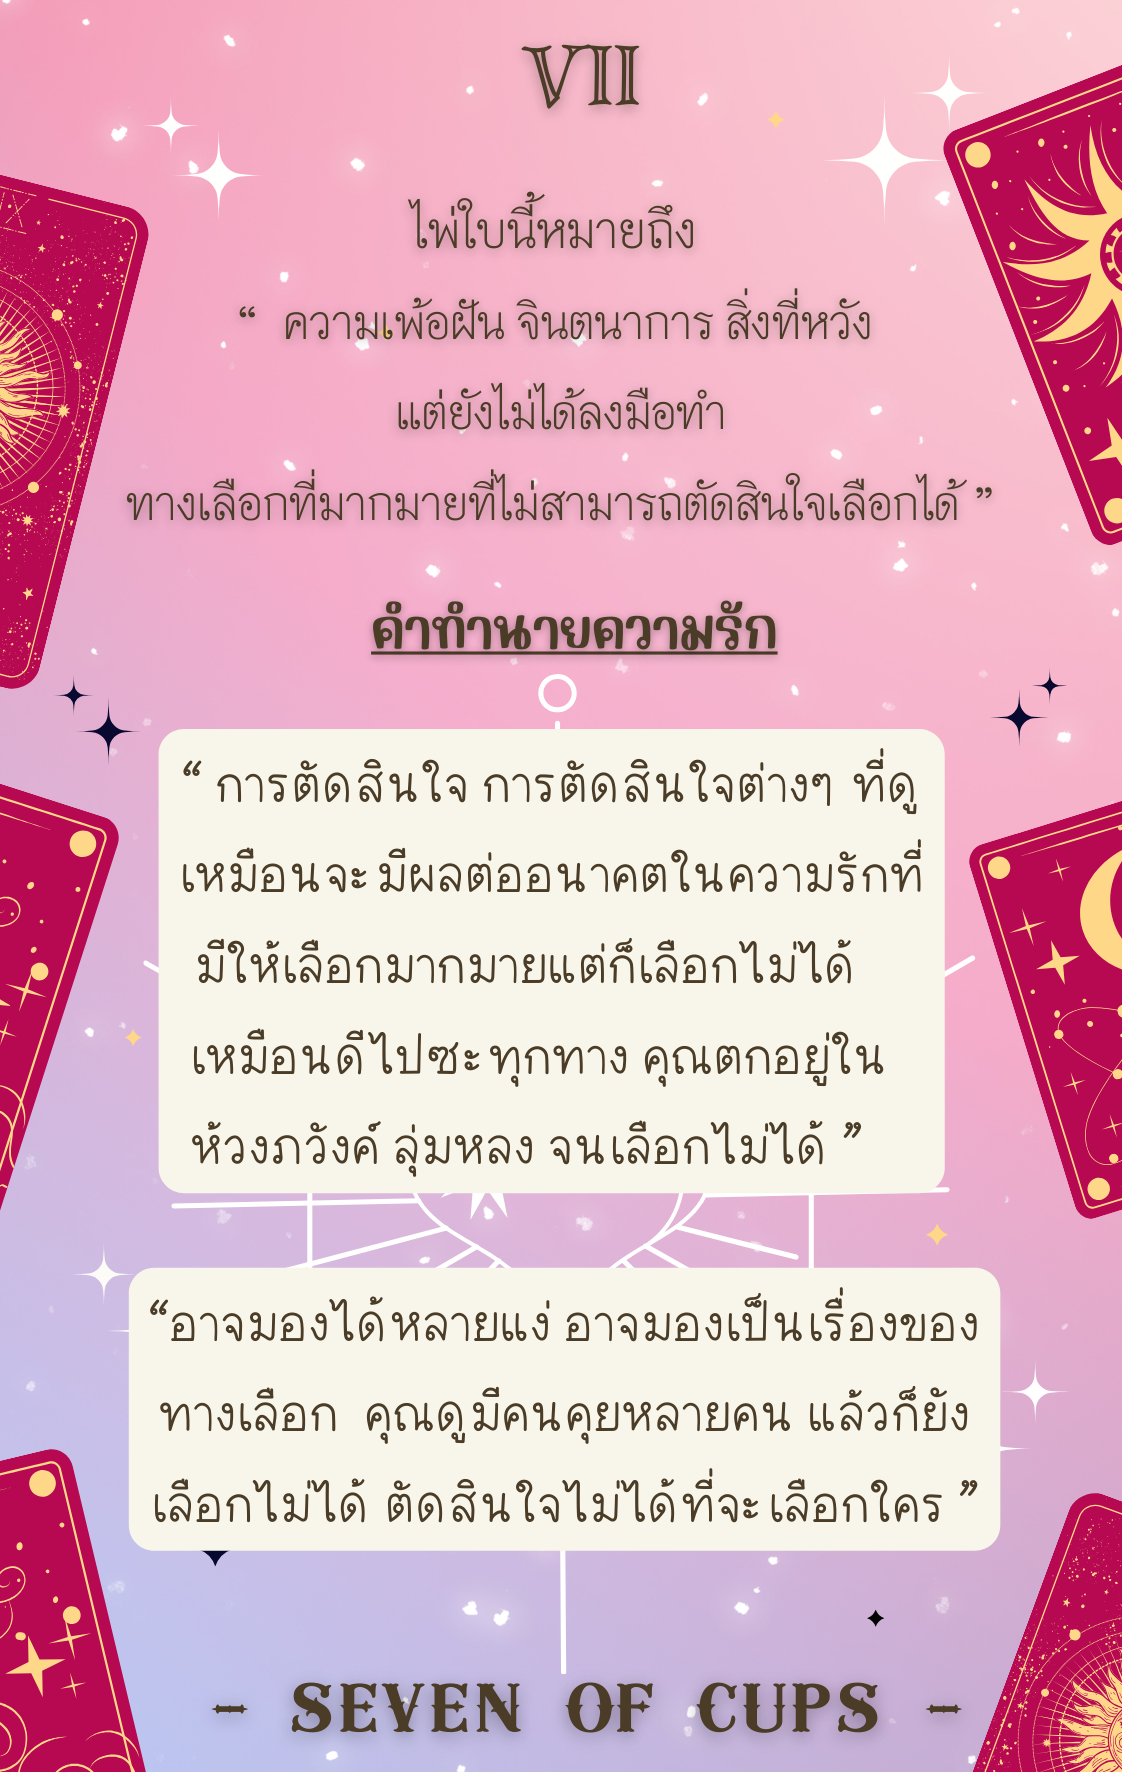 VII
ไพ่ใบนี้หมายถึง
“ ความเพ้อฝัน จินตนาการ สิ่งที่หวัง
แต่ยังไม่ได้ลงมือทำ
ทางเลือกที่มากมายที่ไม่สามารถตัดสินใจเลือกได้ ”
คำทำนายความรัก
“ การตัดสินใจ การตัดสินใจต่างๆ ที่ดู
เหมือนจะมีผลต่ออนาคตในความรักที่
มีให้เลือกมากมายแต่ก็เลือกไม่ได้
เหมือนดีไปซะทุกทาง คุณตกอยู่ใน
ห้วงภวังค์ ลุ่มหลง จนเลือกไม่ได้ ”
“อาจมองได้หลายแง่ อาจมองเป็นเรื่องของ
ทางเลือก คุณดูมีคนคุยหลายคน แล้วก็ยัง
เลือกไม่ได้ ตัดสินใจไม่ได้ที่จะเลือกใคร ”
- SEVEN OF CUPS -